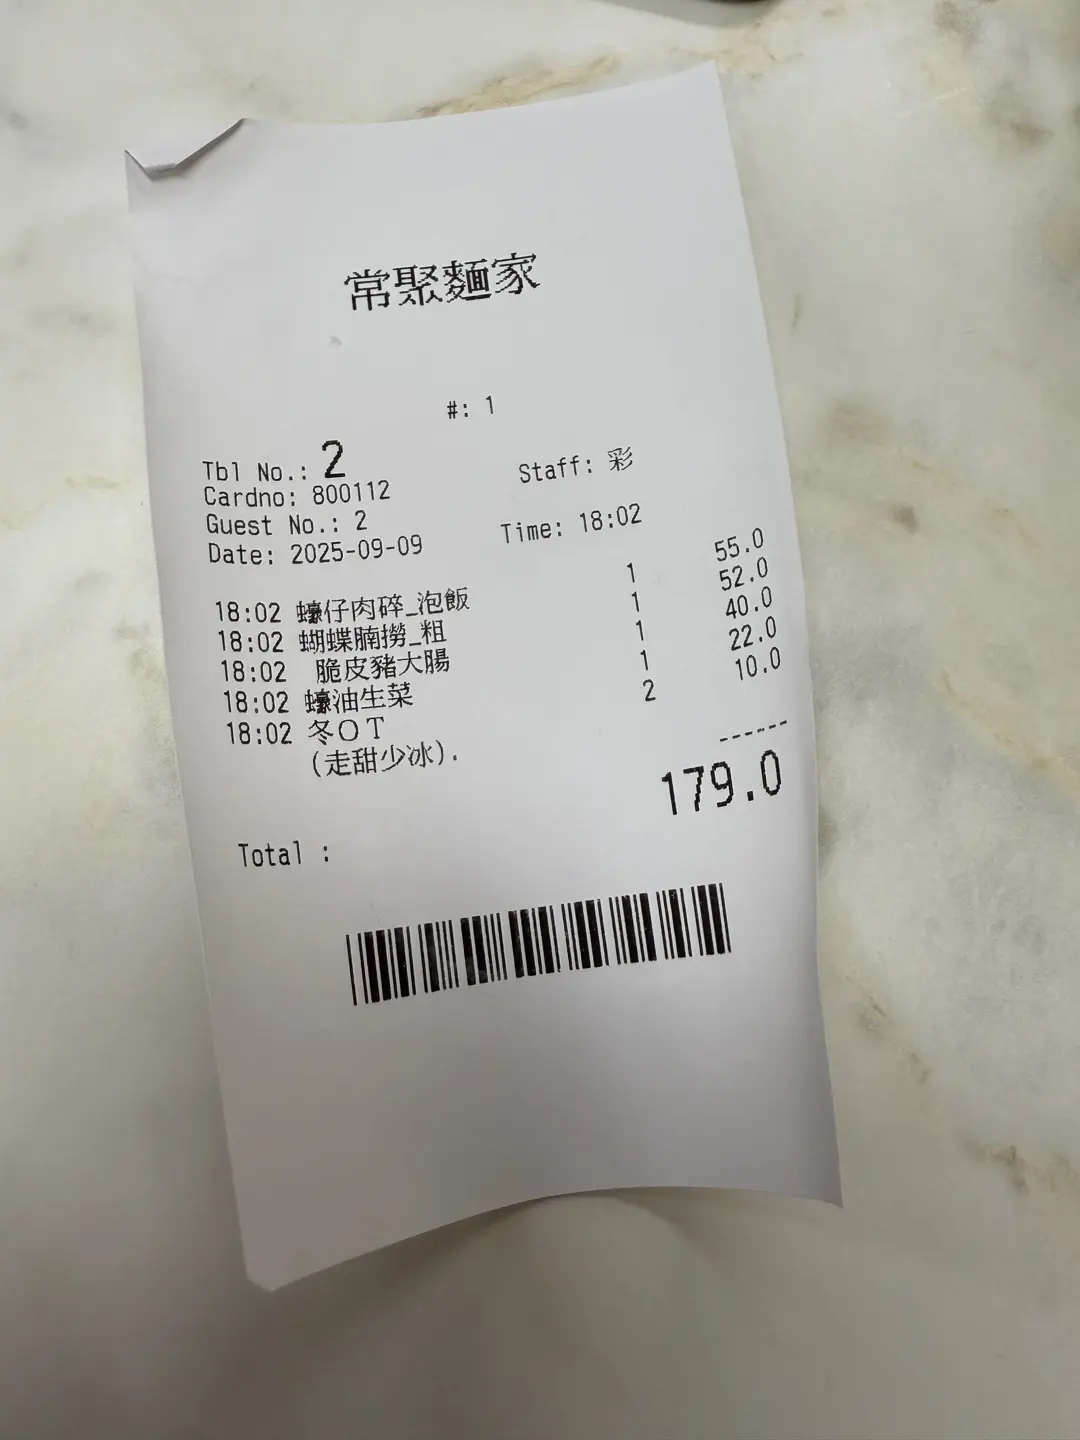 常聚麵家
#: 1
Tbl No.: 2 Staff: 彩
Cardno: 800112
Guest No.: 2
Date: 2025-09-09 Time: 18:02
18:02 蠔仔肉碎_泡飯 1 55.0
18:02 蝴蝶腩撈_粗 1 52.0
18:02 脆皮豬大腸 1 40.0
18:02 蠔油生菜 1 22.0
18:02 冬OT 2 10.0
(走甜少冰).
------
Total : 179.0